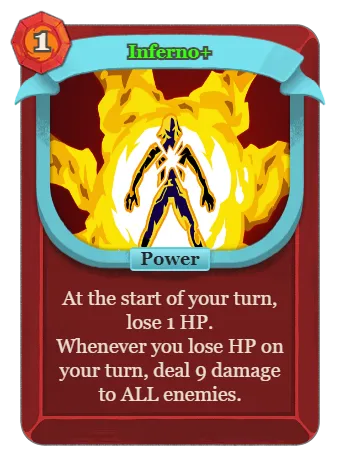 1
Inferno+
Power
At the start of your turn,
lose 1 HP.
Whenever you lose HP on
your turn, deal 9 damage
to ALL enemies.